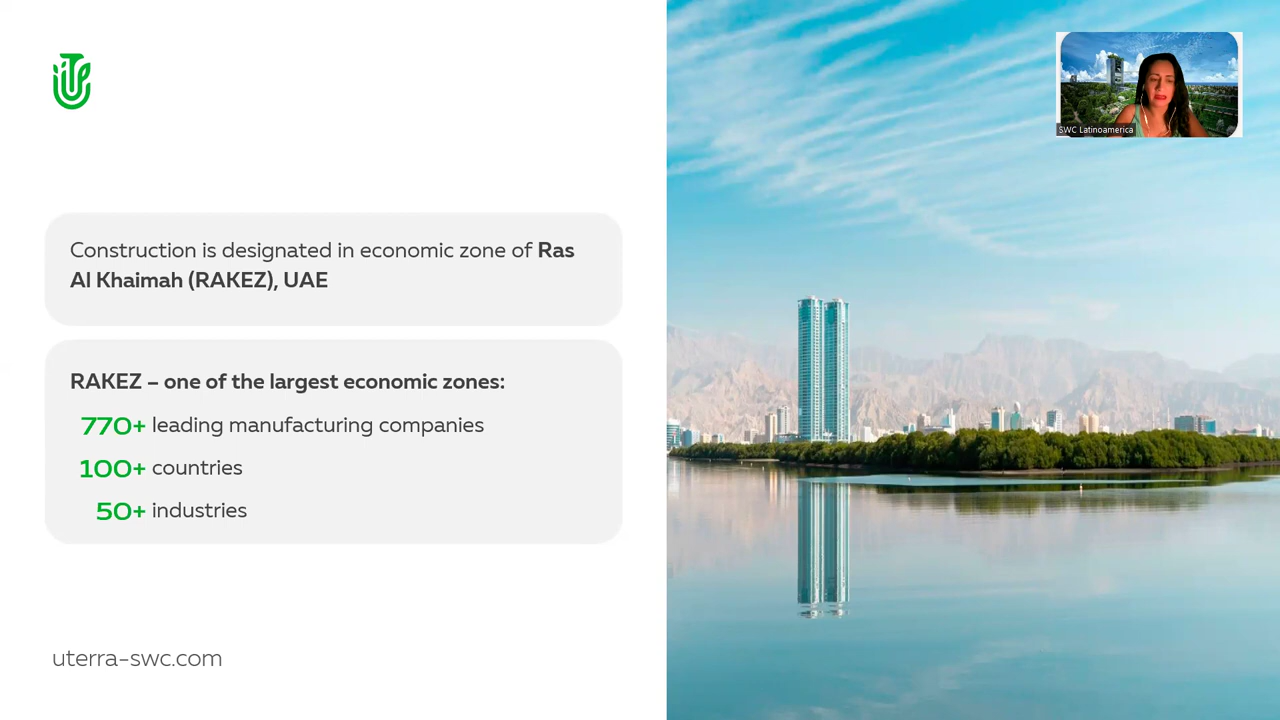 Construction is designated in economic zone of Ras
Al Khaimah (RAKEZ), UAE
RAKEZ – one of the largest economic zones:
770+ leading manufacturing companies
100+ countries
50+ industries
uterra-swc.com
SWC Latinoamerica